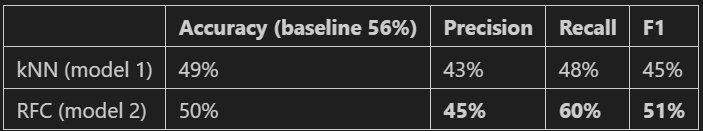 Accuracy (baseline 56%) Precision Recall F1
kNN (model 1) 49% 43% 48% 45%
RFC (model 2) 50% 45% 60% 51%